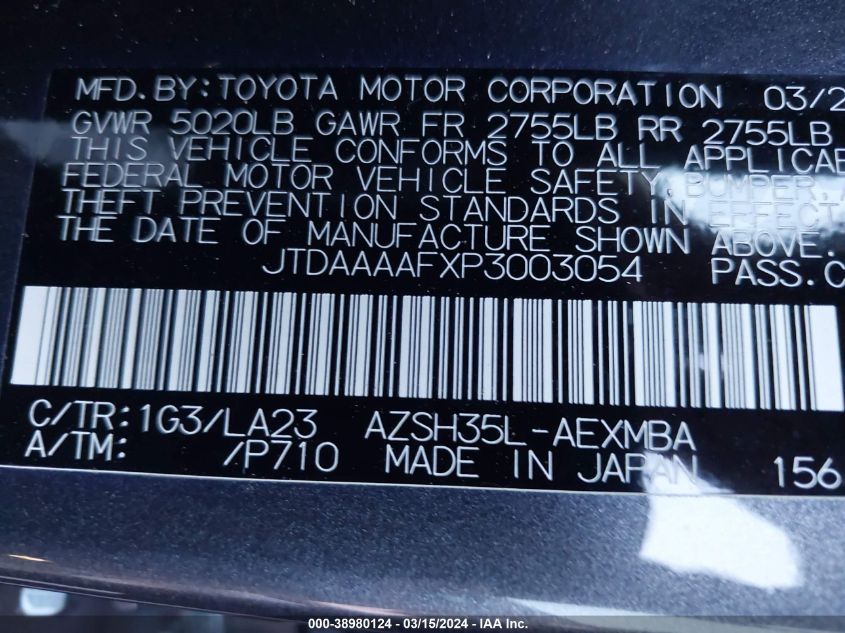 MFD.BY:TOYOTA MOTOR CORPORATION 03/2
GVWR 5020LB GAWR FR 2755LB RR 2755LB
THIS VEHICLE CONFORMS TO ALL APPLICAB
FEDERAL MOTOR VEHICLE SAFETY, BUMPER,
THEFT PREVENTION STANDARDS IN EFFECT
THE DATE OF MANUFACTURE SHOWN ABOVE.
JTDAAAAFXP3003054 PASS.C
C/TR:1G3/LA23 AZSH35L-AEXMBA
A/TM: /P710 MADE IN JAPAN 156
000-38980124 - 03/15/2024 - IAA Inc.